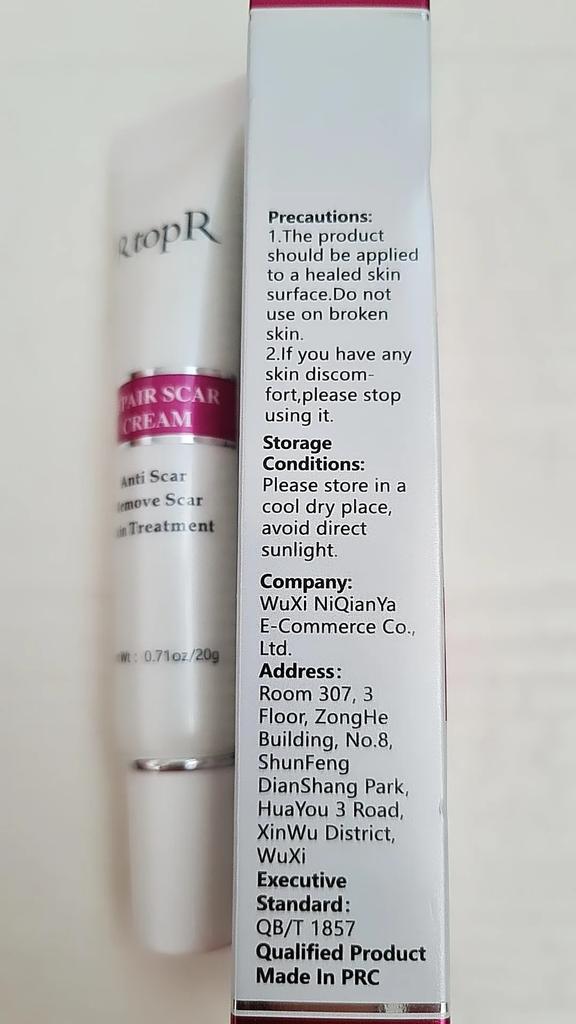 RtopR
PAIR SCAR
CREAM
Anti Scar
emove Scar
in Treatment
Wt : 0.71oz/20g
Precautions:
1.The product
should be applied
to a healed skin
surface.Do not
use on broken
skin.
2.If you have any
skin discom-
fort,please stop
using it.
Storage
Conditions:
Please store in a
cool dry place,
avoid direct
sunlight.
Company:
WuXi NiQianYa
E-Commerce Co.,
Ltd.
Address:
Room 307, 3
Floor, ZongHe
Building, No.8,
ShunFeng
DianShang Park,
HuaYou 3 Road,
XinWu District,
WuXi
Executive
Standard:
QB/T 1857
Qualified Product
Made In PRC